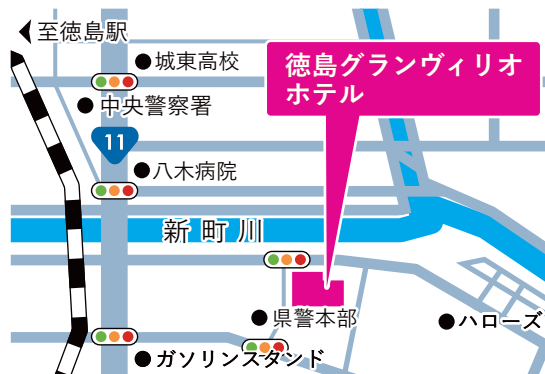 至徳島駅
城東高校
徳島グランヴィリオ
ホテル
中央警察署
11
八木病院
新町川
県警本部
ハローズ
ガソリンスタンド